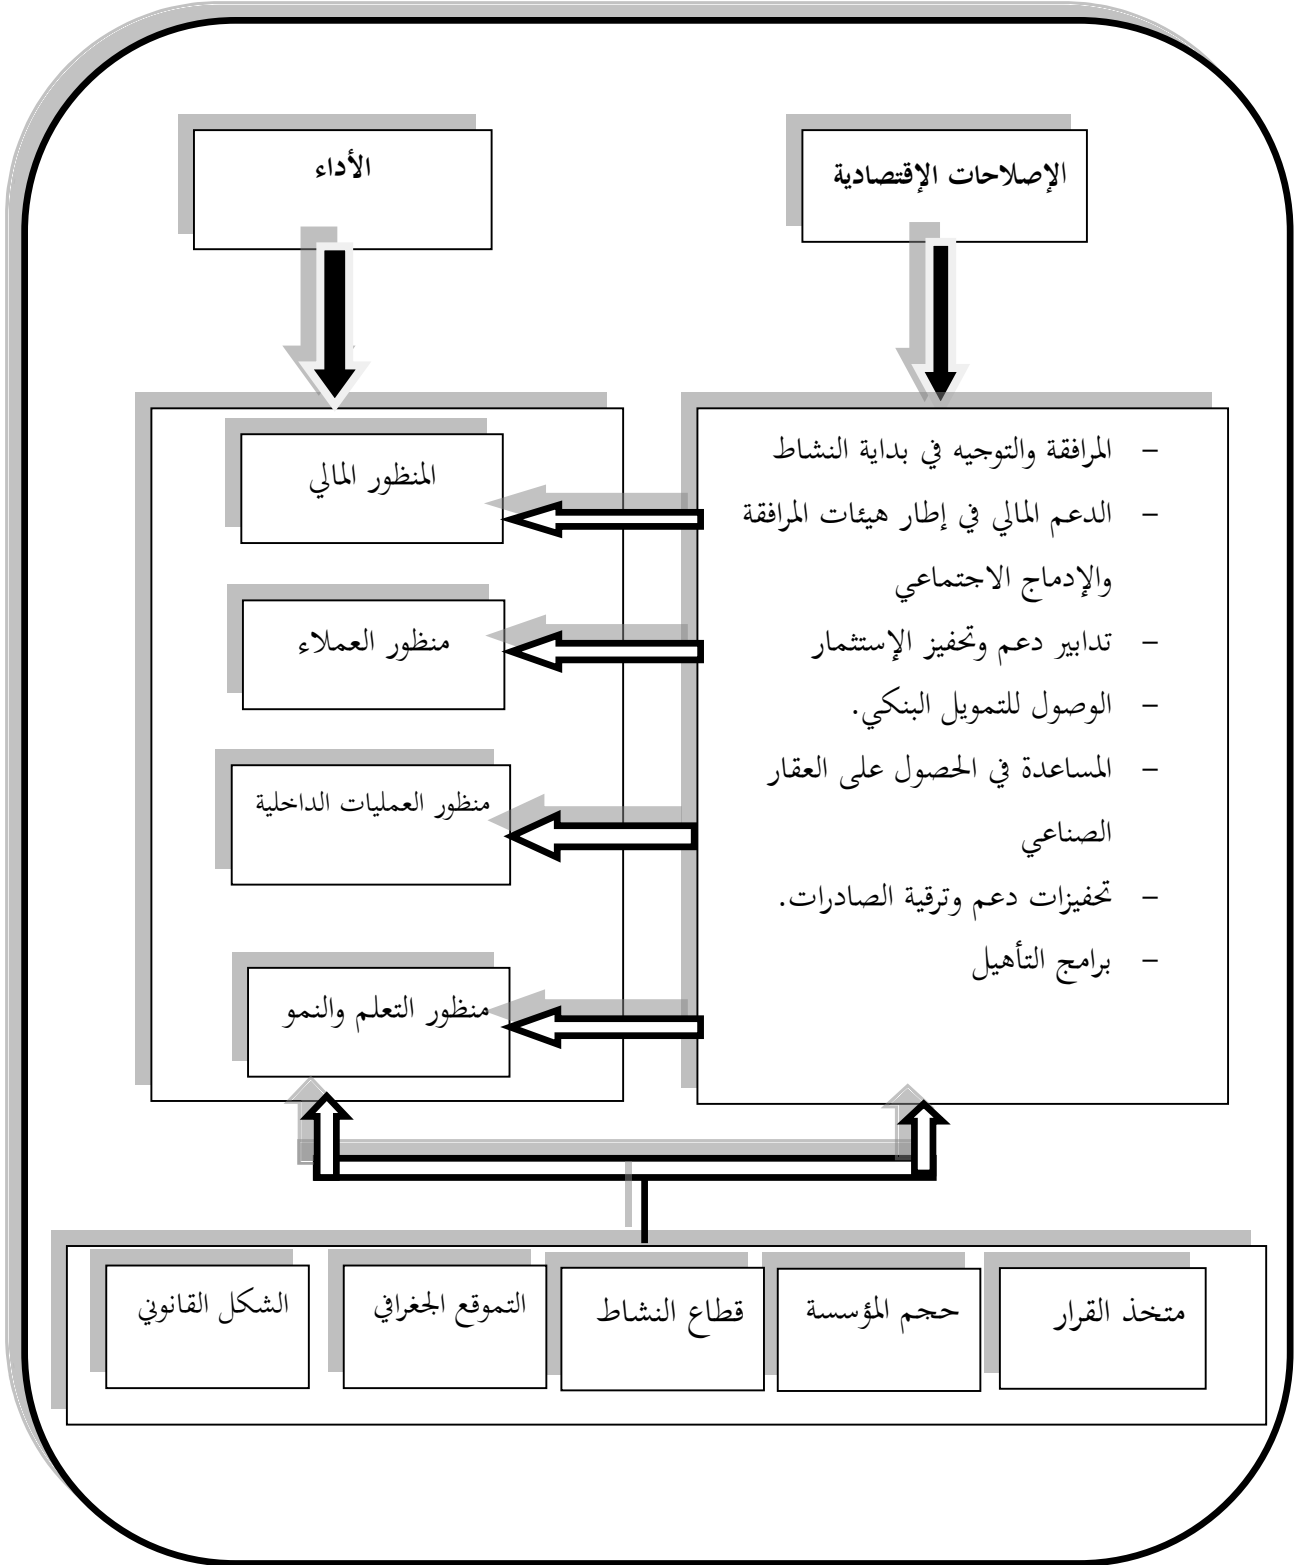 الإصلاحات الإقتصادية
الأداء
– المرافقة والتوجيه في بداية النشاط
– الدعم المالي في إطار هيئات المرافقة
والإدماج الاجتماعي
– تدابير دعم وتحفيز الإستثمار
– الوصول للتمويل البنكي.
– المساعدة في الحصول على العقار
الصناعي
– تحفيزات دعم وترقية الصادرات.
– برامج التأهيل
المنظور المالي
منظور العملاء
منظور العمليات الداخلية
منظور التعلم والنمو
متخذ القرار
حجم المؤسسة
قطاع النشاط
التموقع الجغرافي
الشكل القانوني